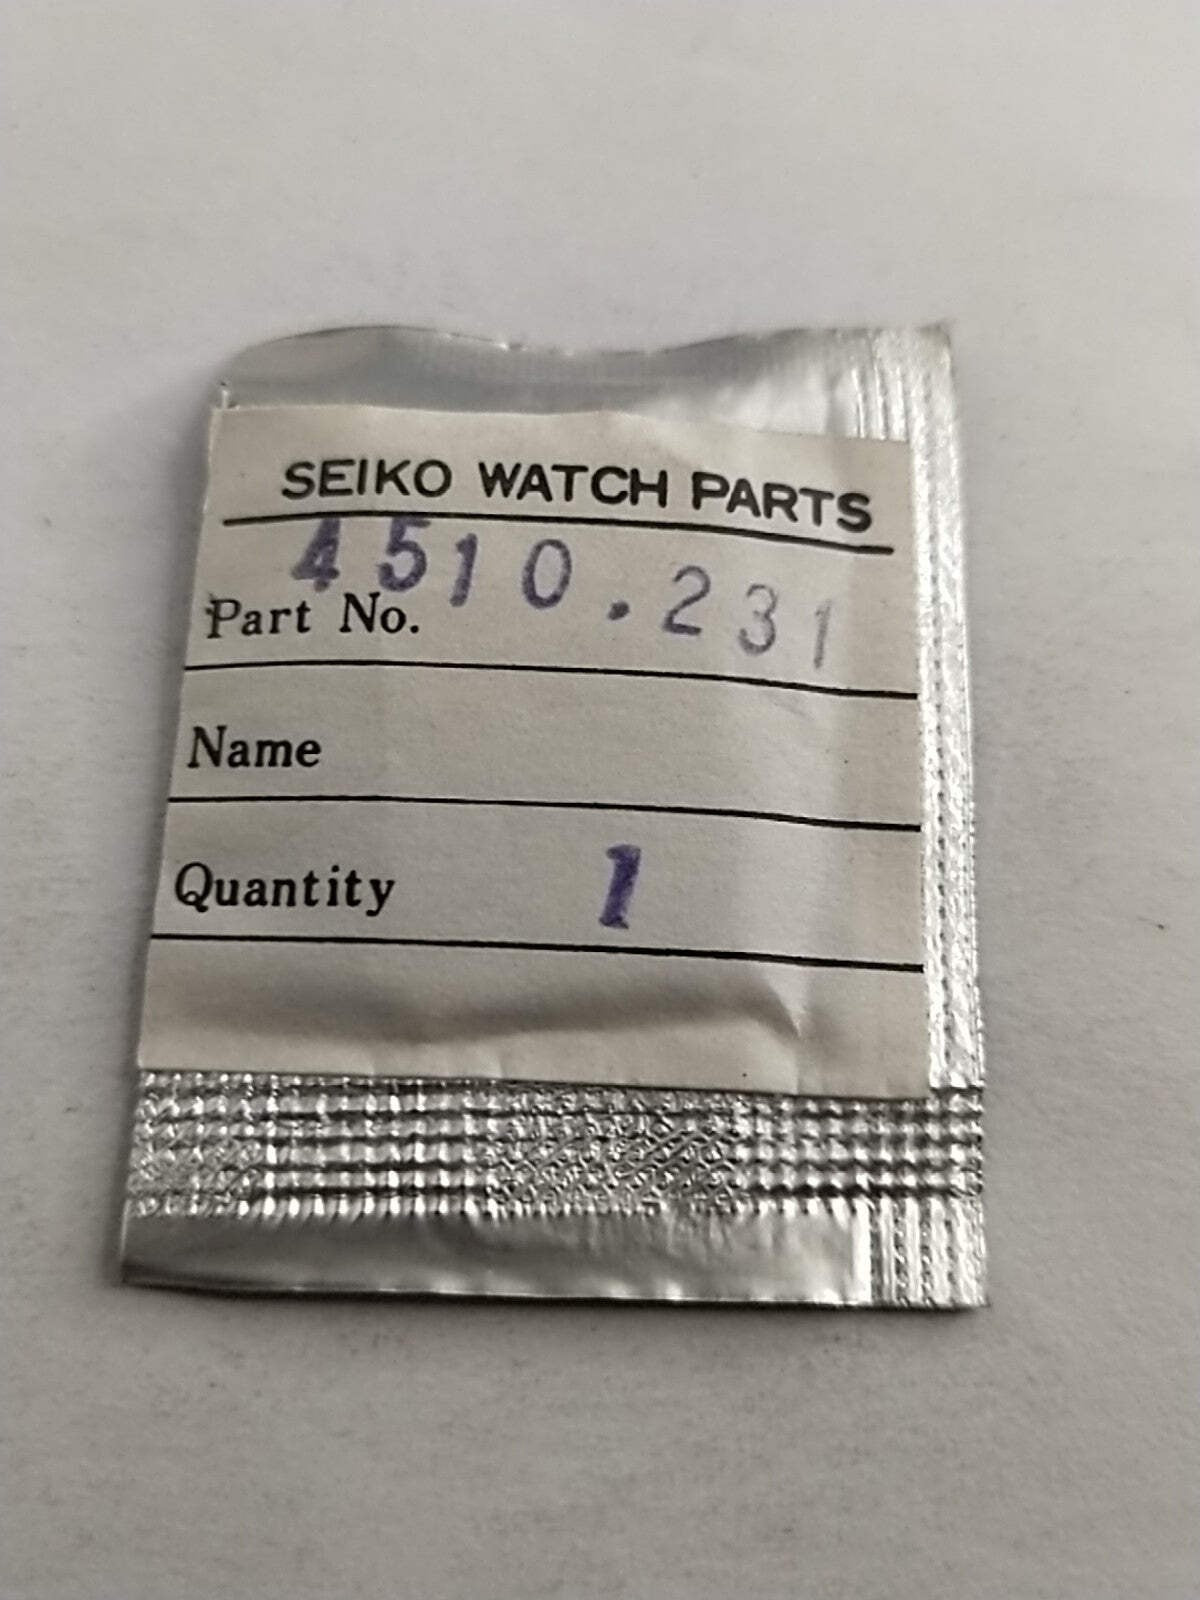 SEIKO WATCH PARTS
4510.231
Part No.
Name
Quantity 1